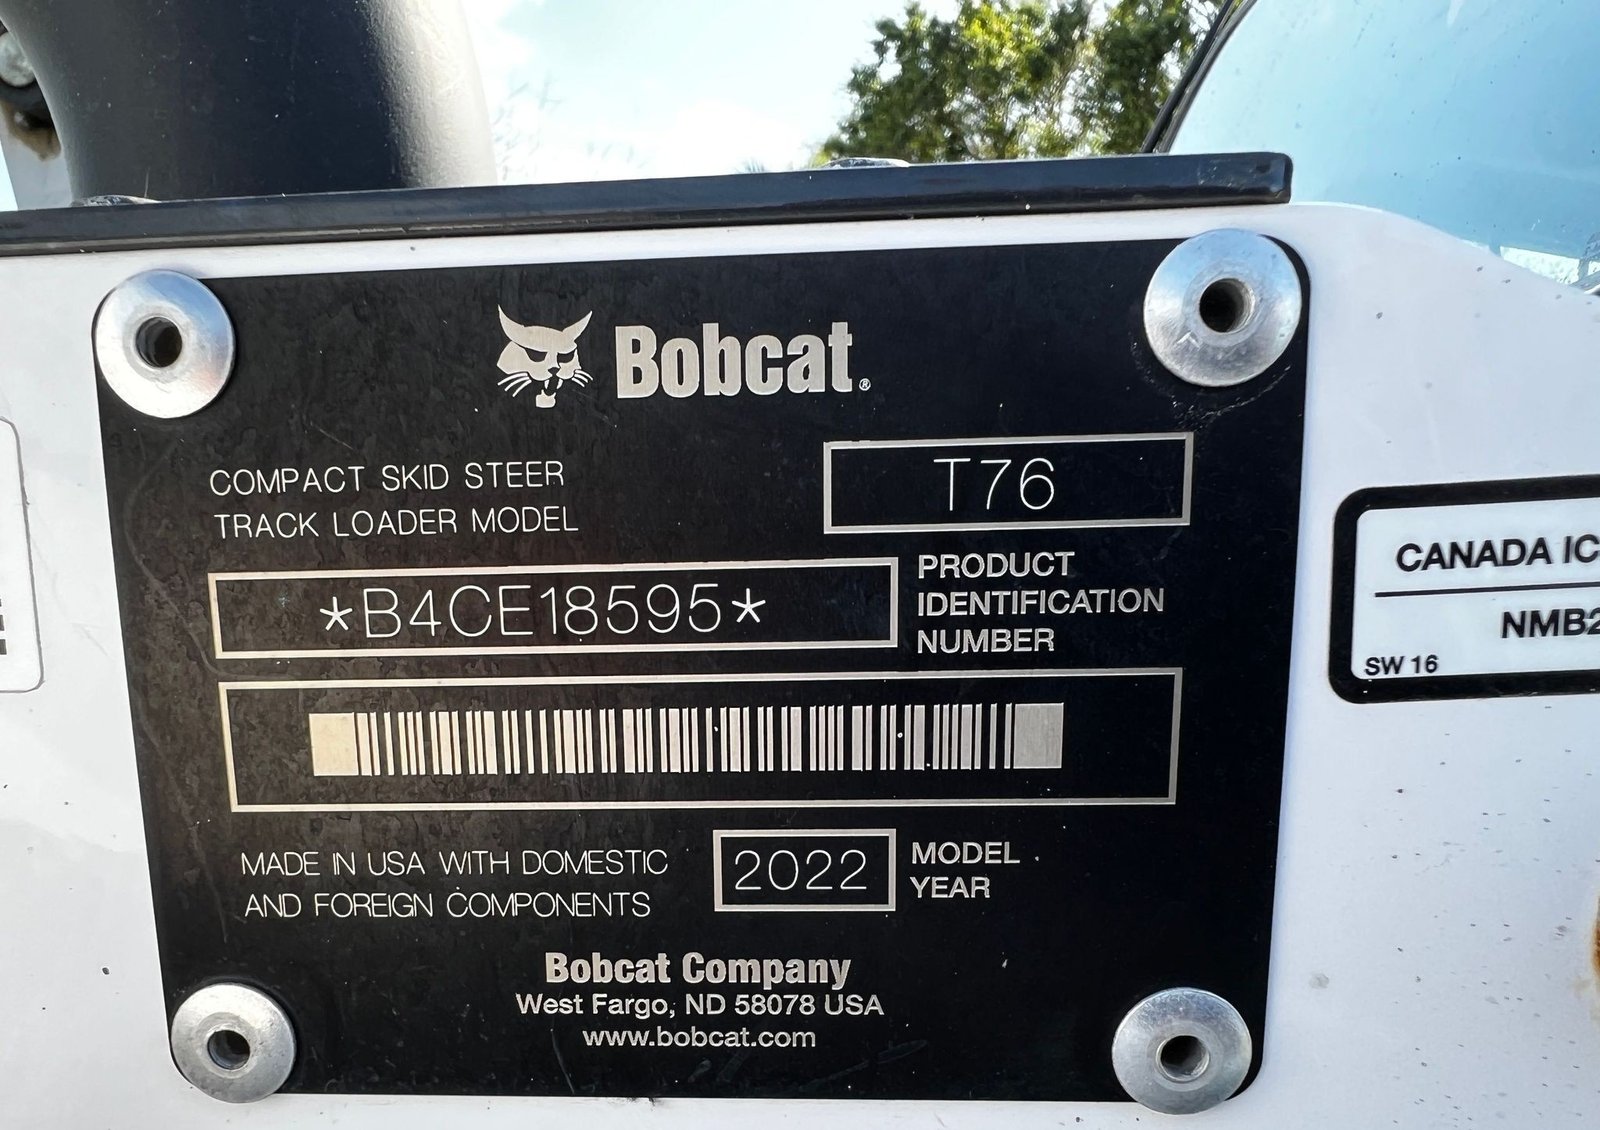 Bobcat®
COMPACT SKID STEER
TRACK LOADER MODEL
T76
*B4CE18595*
PRODUCT
IDENTIFICATION
NUMBER
MADE IN USA WITH DOMESTIC
AND FOREIGN COMPONENTS
2022
MODEL
YEAR
Bobcat Company
West Fargo, ND 58078 USA
www.bobcat.com
CANADA IC
NMB2
SW 16